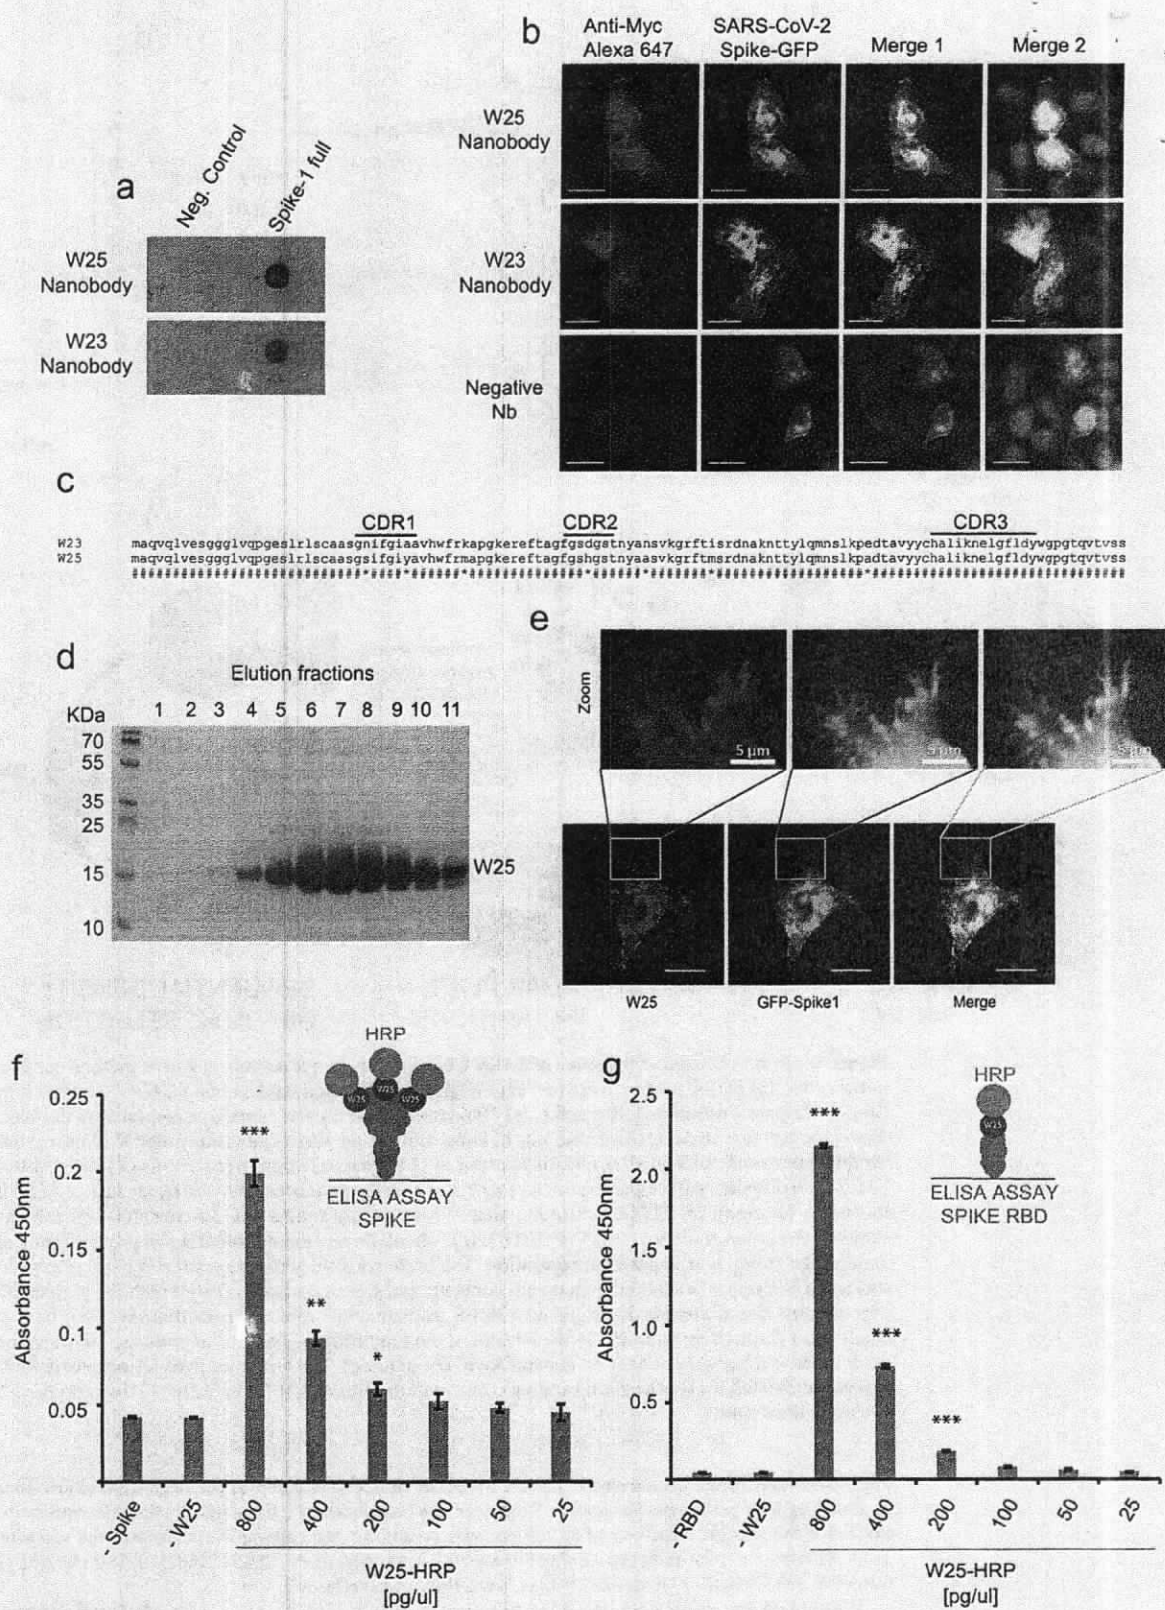 a
Neg. Control
Spike-1 full
W25
Nanobody
W23
Nanobody
b
Anti-Myc
Alexa 647
SARS-CoV-2
Spike-GFP
Merge 1
Merge 2
W25
Nanobody
W23
Nanobody
Negative
Nb
c
CDR1 CDR2 CDR3
W23 maqvqlvesggglvqpgeslrlscaasgnifgiaavhwfrkapgkereftagfgsdgstnyansvkgrftisrdnaknttylqmnslkpedtavyychaliknelgfldywgpgtqvtvss
W25 maqvqlvesggglvqpgeslrlscaasgsifgiyavhwfrmapgkereftagfgshgstnyaasvkgrftmsrdnaknttylqmnslkpadtavyychaliknelgfldywgpgtqvtvss
d
Elution fractions
KDa 1 2 3 4 5 6 7 8 9 10 11
70
55
35
25
15
10
W25
e
Zoom
5 µm
5 µm
5 µm
W25
GFP-Spike1
Merge
f
HRP
W25
W25
W25
ELISA ASSAY
SPIKE
Absorbance 450nm
0.25
0.2
0.15
0.1
0.05
***
**
*
- Spike
- W25
800
400
200
100
50
25
W25-HRP
[pg/ul]
g
HRP
W25
ELISA ASSAY
SPIKE RBD
Absorbance 450nm
2.5
2.0
1.5
1.0
0.5
***
***
***
- RBD
- W25
800
400
200
100
50
25
W25-HRP
[pg/ul]